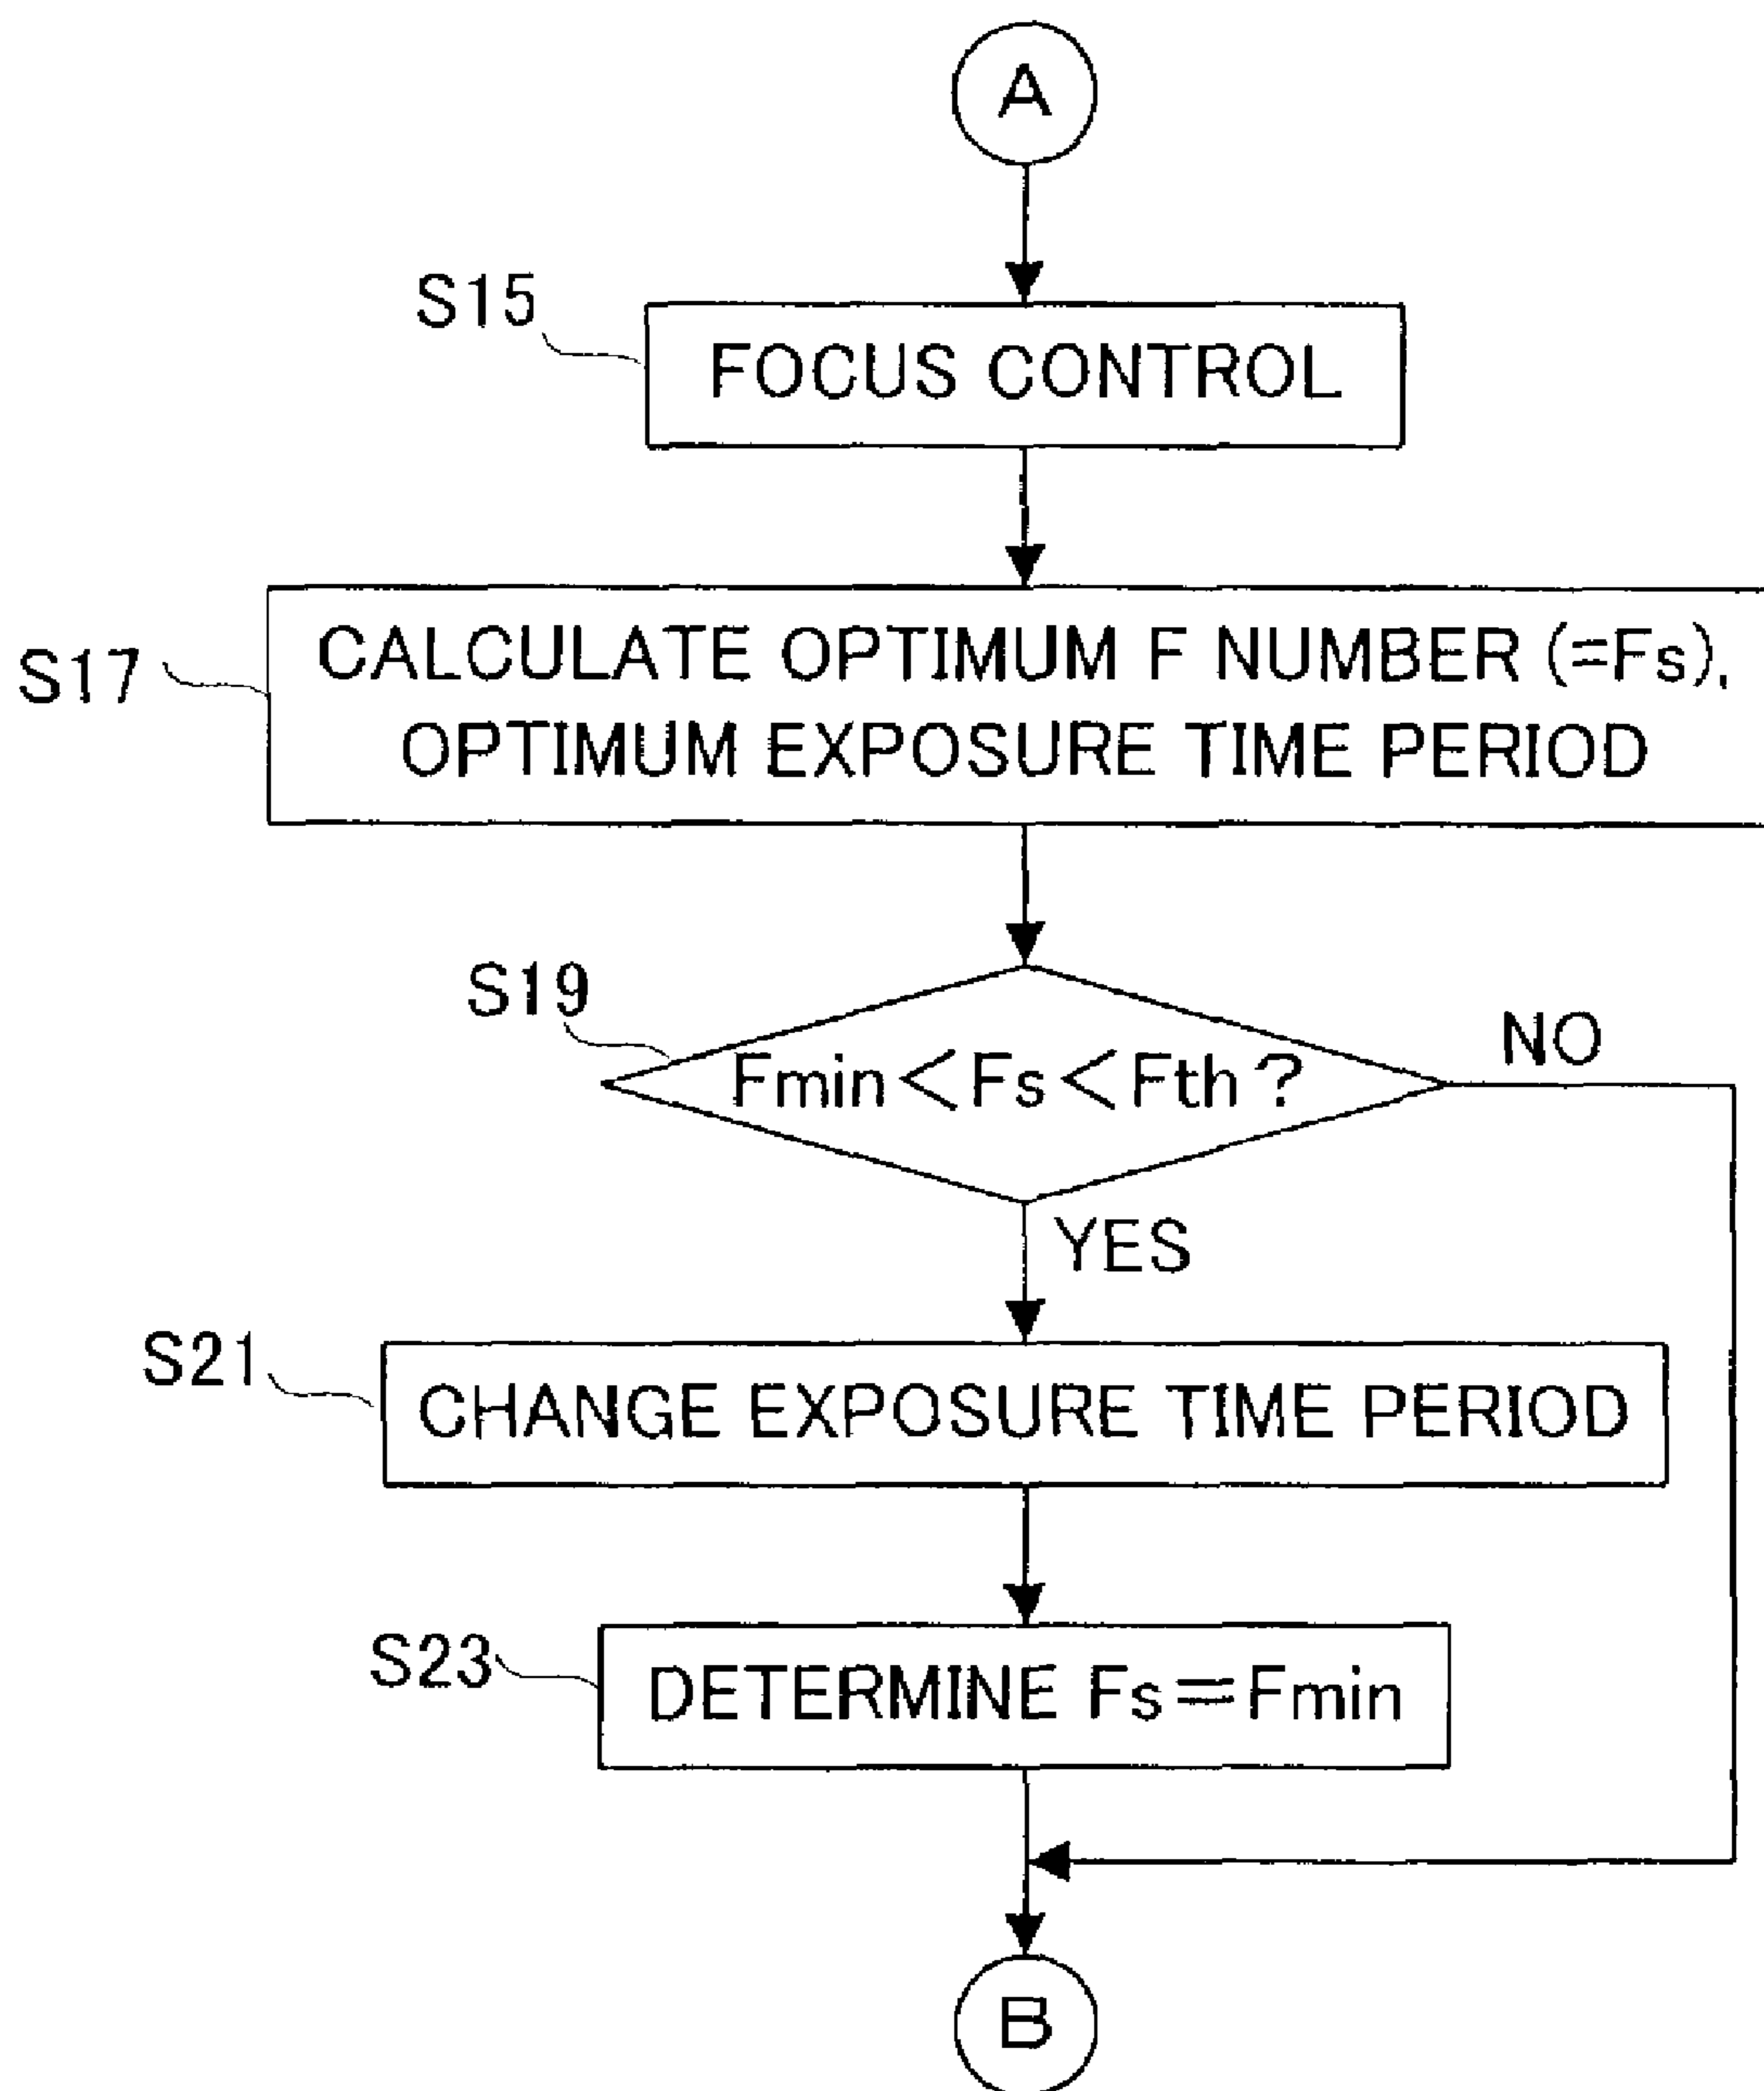 A
S15
FOCUS CONTROL
S17
CALCULATE OPTIMUM F NUMBER (=Fs),
OPTIMUM EXPOSURE TIME PERIOD
S19
Fmin<Fs<Fth?
NO
YES
S21
CHANGE EXPOSURE TIME PERIOD
S23
DETERMINE Fs=Fmin
B